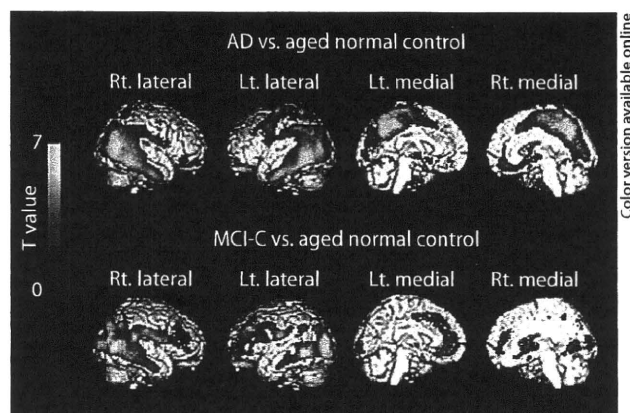 AD vs. aged normal control
Rt. lateral Lt. lateral Lt. medial Rt. medial
7
T value
0
MCI-C vs. aged normal control
Rt. lateral Lt. lateral Lt. medial Rt. medial
Color version available online